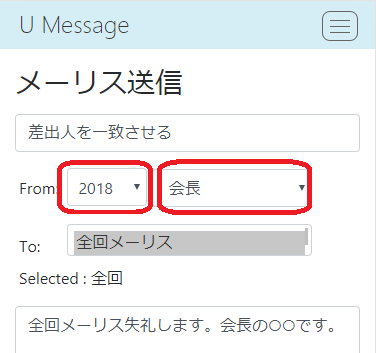 U Message
メーリス送信
差出人を一致させる
From: 2018 会長
To: 全回メーリス
Selected : 全回
全回メーリス失礼します。会長の○○です。